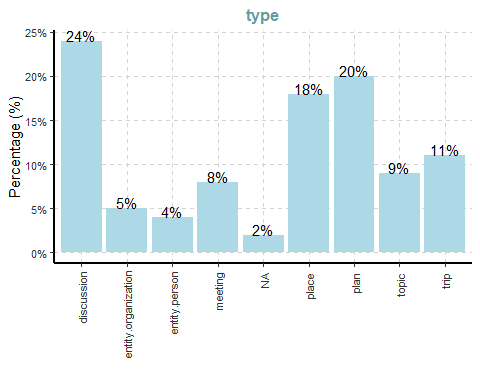 type
Percentage (%)
25%
20%
15%
10%
5%
0%
24%
5%
4%
8%
2%
18%
20%
9%
11%
discussion
entity.organization
entity.person
meeting
NA
place
plan
topic
trip